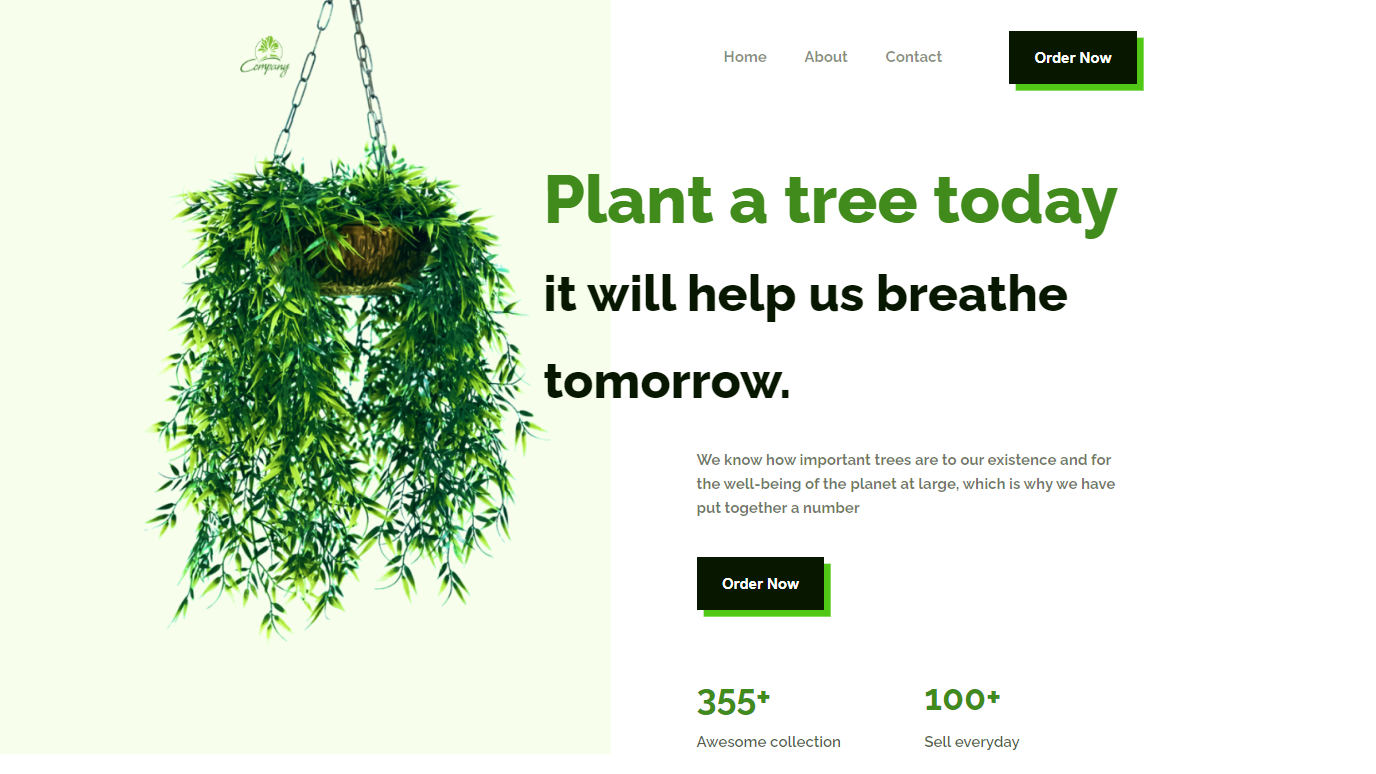 Company
Home
About
Contact
Order Now
Plant a tree today
it will help us breathe
tomorrow.
We know how important trees are to our existence and for
the well-being of the planet at large, which is why we have
put together a number
Order Now
355+
100+
Awesome collection
Sell everyday